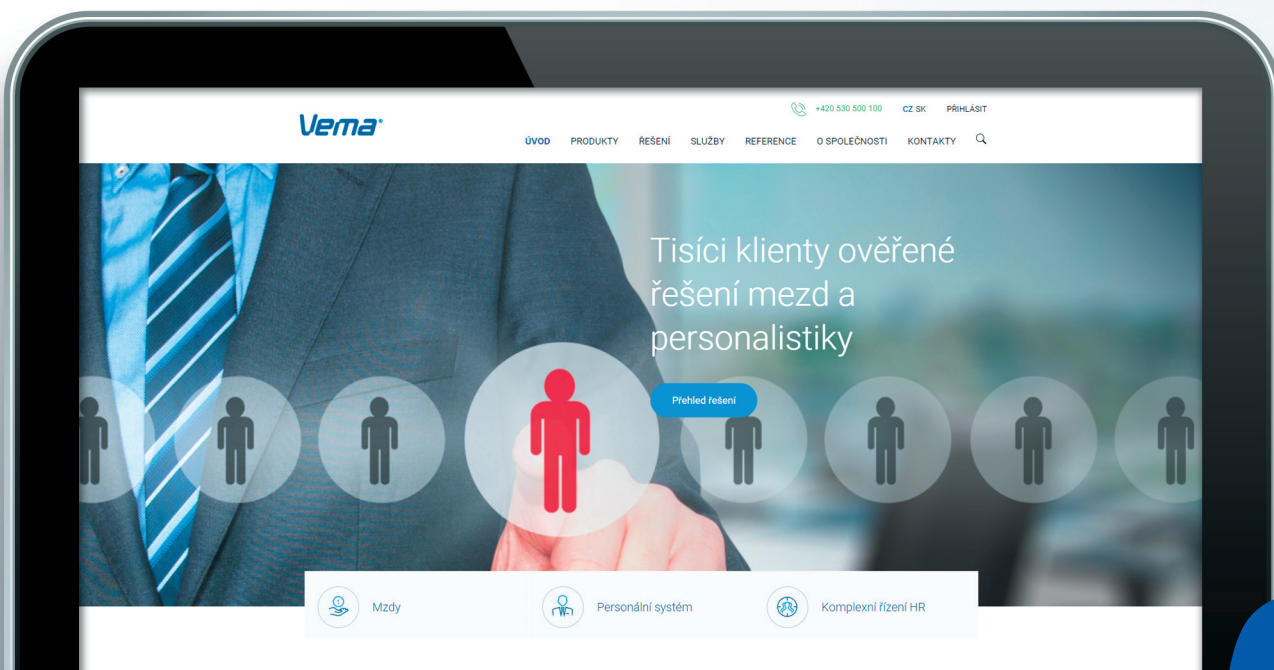 +420 530 500 100 CZ SK PŘIHLÁSIT
Vema®
ÚVOD PRODUKTY ŘEŠENÍ SLUŽBY REFERENCE O SPOLEČNOSTI KONTAKTY
Tisíci klienty ověřené
řešení mezd a
personalistiky
Přehled řešení
Mzdy Personální systém Komplexní řízení HR